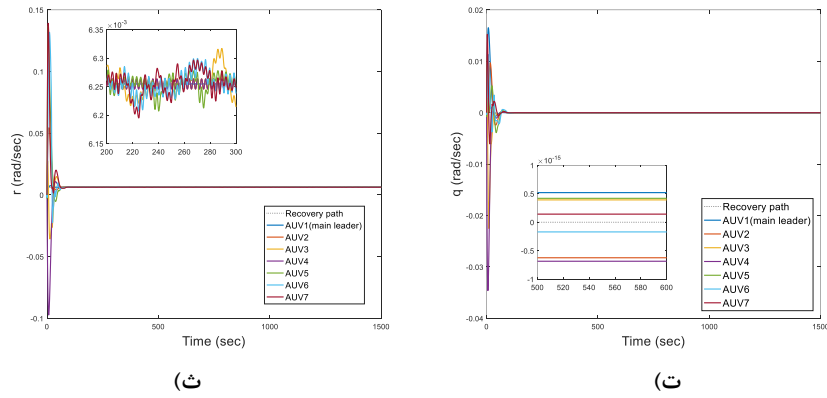 0.15
0.1
0.05
0
-0.05
-0.1
r (rad/sec)
0
500
1000
1500
Time (sec)
×10⁻³
6.35
6.3
6.25
6.2
6.15
200
220
240
260
280
300
Recovery path
AUV1(main leader)
AUV2
AUV3
AUV4
AUV5
AUV6
AUV7
ث)
0.02
0.01
0
-0.01
-0.02
-0.03
-0.04
q (rad/sec)
0
500
1000
1500
Time (sec)
×10⁻¹⁵
1
0.5
0
-0.5
-1
500
520
540
560
580
600
Recovery path
AUV1(main leader)
AUV2
AUV3
AUV4
AUV5
AUV6
AUV7
ت)